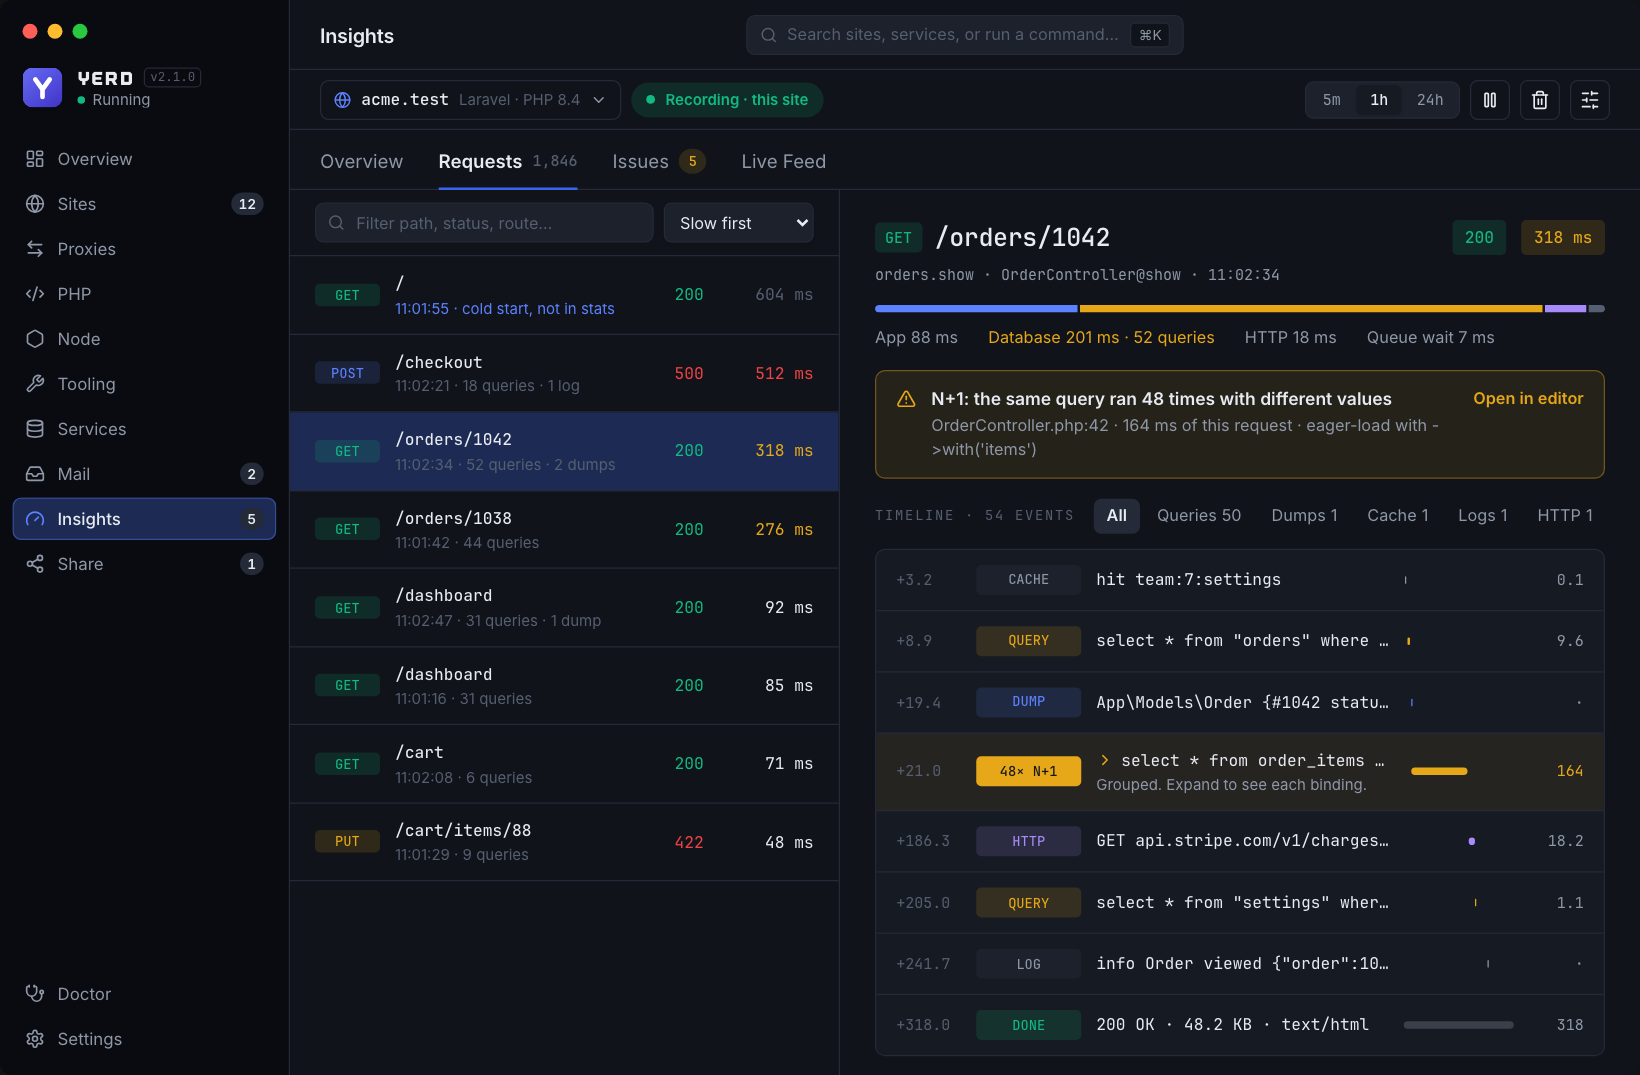 YERD v2.1.0
Running
Overview
Sites 12
Proxies
PHP
Node
Tooling
Services
Mail 2
Insights 5
Share 1
Doctor
Settings
Insights
Search sites, services, or run a command... ⌘K
acme.test Laravel · PHP 8.4
Recording · this site
5m 1h 24h
Overview Requests 1,846 Issues 5 Live Feed
Filter path, status, route...
Slow first
GET / 200 604 ms
11:01:55 · cold start, not in stats
POST /checkout 500 512 ms
11:02:21 · 18 queries · 1 log
GET /orders/1042 200 318 ms
11:02:34 · 52 queries · 2 dumps
GET /orders/1038 200 276 ms
11:01:42 · 44 queries
GET /dashboard 200 92 ms
11:02:47 · 31 queries · 1 dump
GET /dashboard 200 85 ms
11:01:16 · 31 queries
GET /cart 200 71 ms
11:02:08 · 6 queries
PUT /cart/items/88 422 48 ms
11:01:29 · 9 queries
GET /orders/1042 200 318 ms
orders.show · OrderController@show · 11:02:34
App 88 ms Database 201 ms · 52 queries HTTP 18 ms Queue wait 7 ms
N+1: the same query ran 48 times with different values Open in editor
OrderController.php:42 · 164 ms of this request · eager-load with -
>with('items')
TIMELINE · 54 EVENTS All Queries 50 Dumps 1 Cache 1 Logs 1 HTTP 1
+3.2 CACHE hit team:7:settings 0.1
+8.9 QUERY select * from "orders" where … 9.6
+19.4 DUMP App\Models\Order {#1042 statu… ·
+21.0 48× N+1 select * from order_items … 164
Grouped. Expand to see each binding.
+186.3 HTTP GET api.stripe.com/v1/charges… 18.2
+205.0 QUERY select * from "settings" wher… 1.1
+241.7 LOG info Order viewed {"order":10… ·
+318.0 DONE 200 OK · 48.2 KB · text/html 318